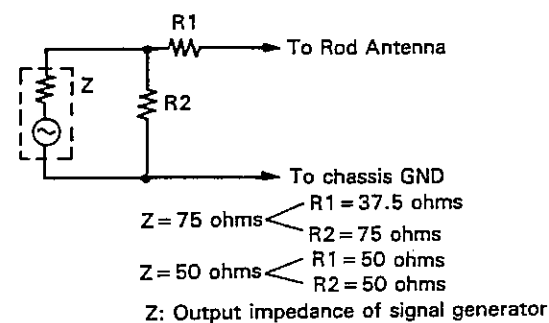 R1
To Rod Antenna
Z
R2
To chassis GND
Z = 75 ohms
R1 = 37.5 ohms
R2 = 75 ohms
Z = 50 ohms
R1 = 50 ohms
R2 = 50 ohms
Z: Output impedance of signal generator